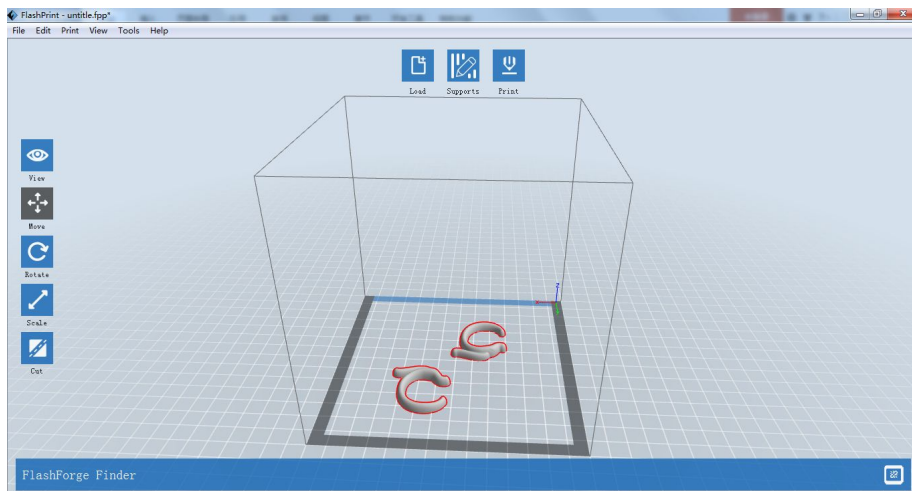 FlashPrint - untitle.fpp*
File Edit Print View Tools Help
Load Supports Print
View
Move
Rotate
Scale
Cut
z
FlashForge Finder